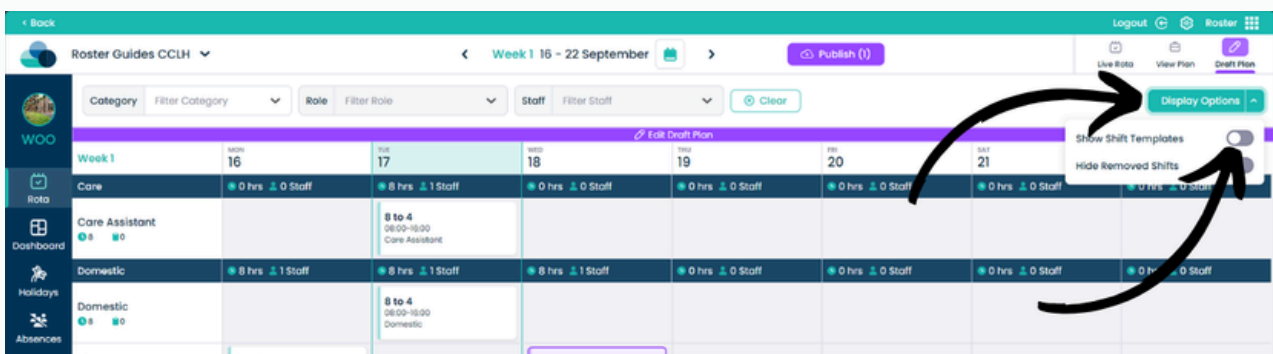 < Back
Logout
Roster
Roster Guides CCLH
Week 1 16 - 22 September
Publish (1)
Live Rota
View Plan
Draft Plan
Category Filter Category
Role Filter Role
Staff Filter Staff
Clear
Display Options
WOO
Edit Draft Plan
Show Shift Templates
Hide Removed Shifts
Week 1
MON
16
TUE
17
WED
18
THU
19
FRI
20
SAT
21
Rota
Care
0 hrs 0 Staff
8 hrs 1 Staff
0 hrs 0 Staff
0 hrs 0 Staff
0 hrs 0 Staff
0 hrs 0 Staff
0 hrs 0 Staff
Care Assistant
8 0
8 to 4
08:00-16:00
Care Assistant
Dashboard
Domestic
8 hrs 1 Staff
8 hrs 1 Staff
8 hrs 1 Staff
0 hrs 0 Staff
0 hrs 0 Staff
0 hrs 0 Staff
0 Staff
Holidays
Domestic
8 0
8 to 4
08:00-16:00
Domestic
Absences